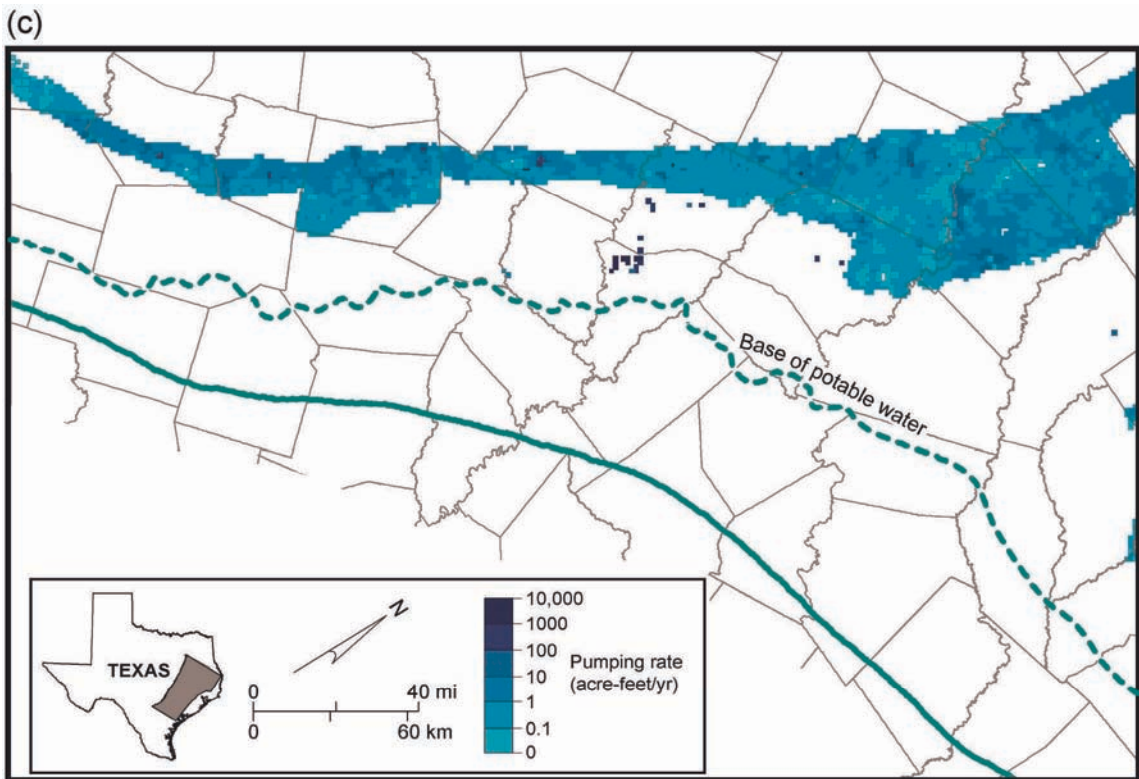 (c)
Base of potable water
TEXAS
N
0 40 mi
0 60 km
10,000
1000
100
10
1
0.1
0
Pumping rate
(acre-feet/yr)